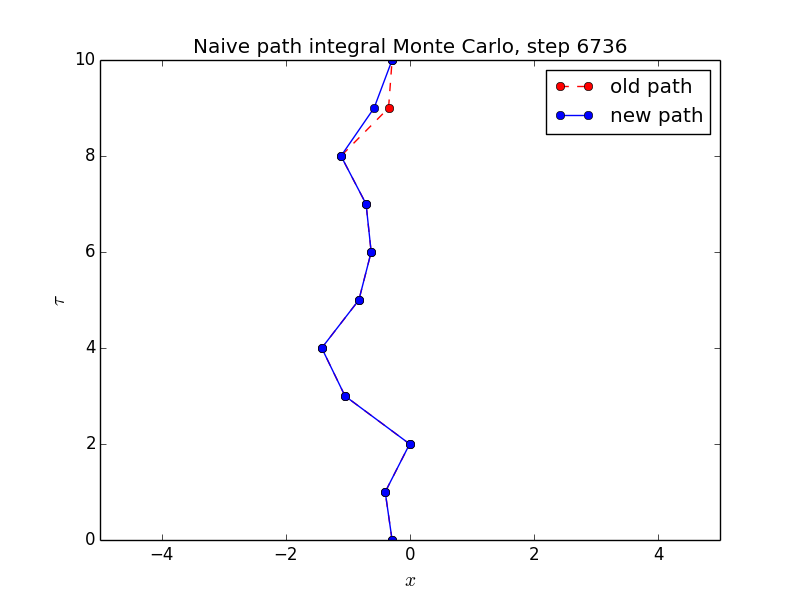 Naive path integral Monte Carlo, step 6736
old path
new path
10
8
6
4
2
0
τ
−4 −2 0 2 4
x